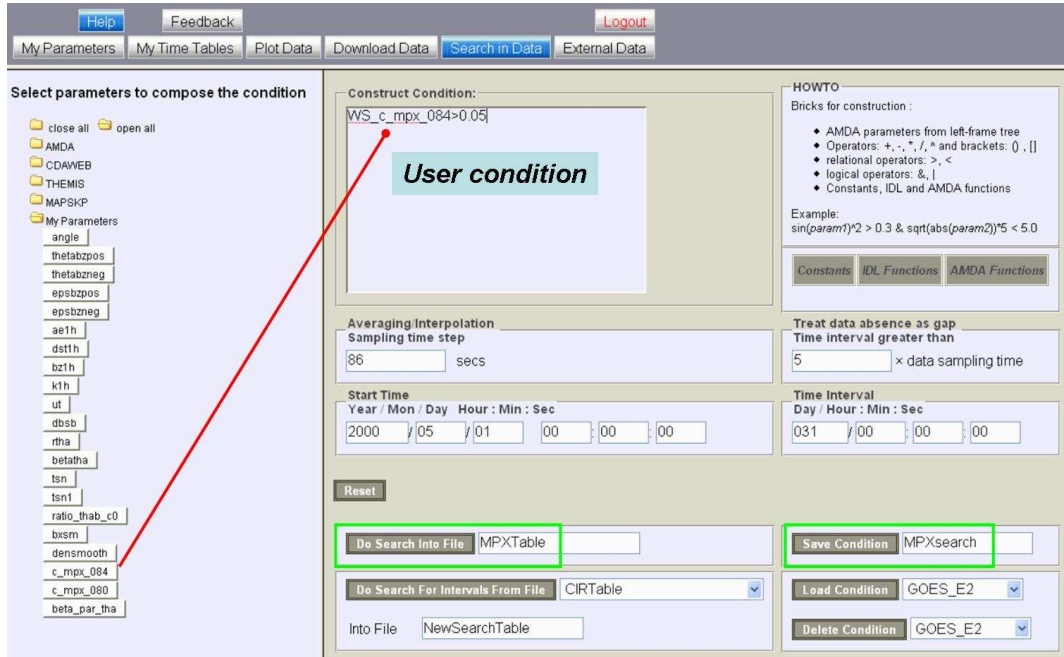 Help Feedback Logout
My Parameters My Time Tables Plot Data Download Data Search in Data External Data
Select parameters to compose the condition
close all open all
AMDA
CDAWEB
THEMIS
MAPSKP
My Parameters
angle
thetabzpos
thetabzneg
epsbzpos
epsbzneg
ae1h
dst1h
bz1h
k1h
ut
dbsb
rtha
betatha
tsn
tsn1
ratio_thab_c0
bxsm
densmooth
c_mpx_084
c_mpx_080
beta_par_tha
Construct Condition:
WS_c_mpx_084>0.05
User condition
HOWTO
Bricks for construction :
AMDA parameters from left-frame tree
Operators: +, -, *, /, ^ and brackets: () , []
relational operators: >, <
logical operators: &, |
Constants, IDL and AMDA functions
Example:
sin(param1)^2 > 0.3 & sqrt(abs(param2))*5 < 5.0
Constants IDL Functions AMDA Functions
Averaging/Interpolation
Sampling time step
86 secs
Treat data absence as gap
Time interval greater than
5 × data sampling time
Start Time
Year / Mon / Day Hour : Min : Sec
2000 / 05 / 01 00 : 00 : 00
Time Interval
Day / Hour : Min : Sec
031 / 00 : 00 : 00
Reset
Do Search Into File MPXTable
Save Condition MPXsearch
Do Search For Intervals From File CIRTable
Into File NewSearchTable
Load Condition GOES_E2
Delete Condition GOES_E2